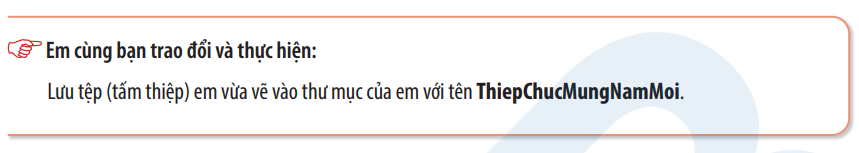 Em cùng bạn trao đổi và thực hiện:
Lưu tệp (tấm thiệp) em vừa vẽ vào thư mục của em với tên ThiepChucMungNamMoi.